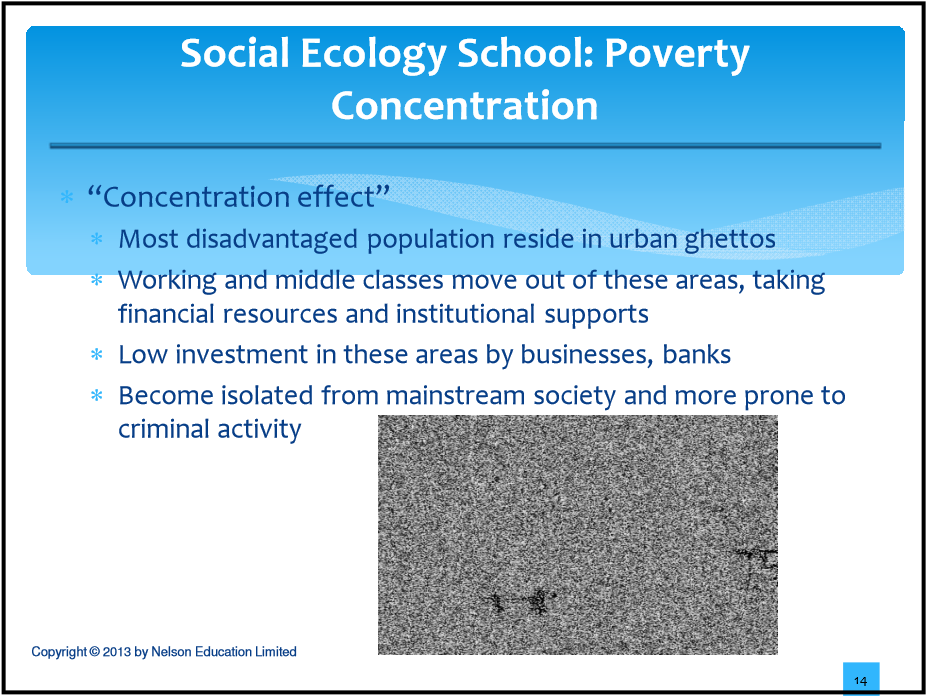 Social Ecology School: Poverty
Concentration
* “Concentration effect”
* Most disadvantaged population reside in urban ghettos
* Working and middle classes move out of these areas, taking
financial resources and institutional supports
* Low investment in these areas by businesses, banks
* Become isolated from mainstream society and more prone to
criminal activity
Copyright © 2013 by Nelson Education Limited
14